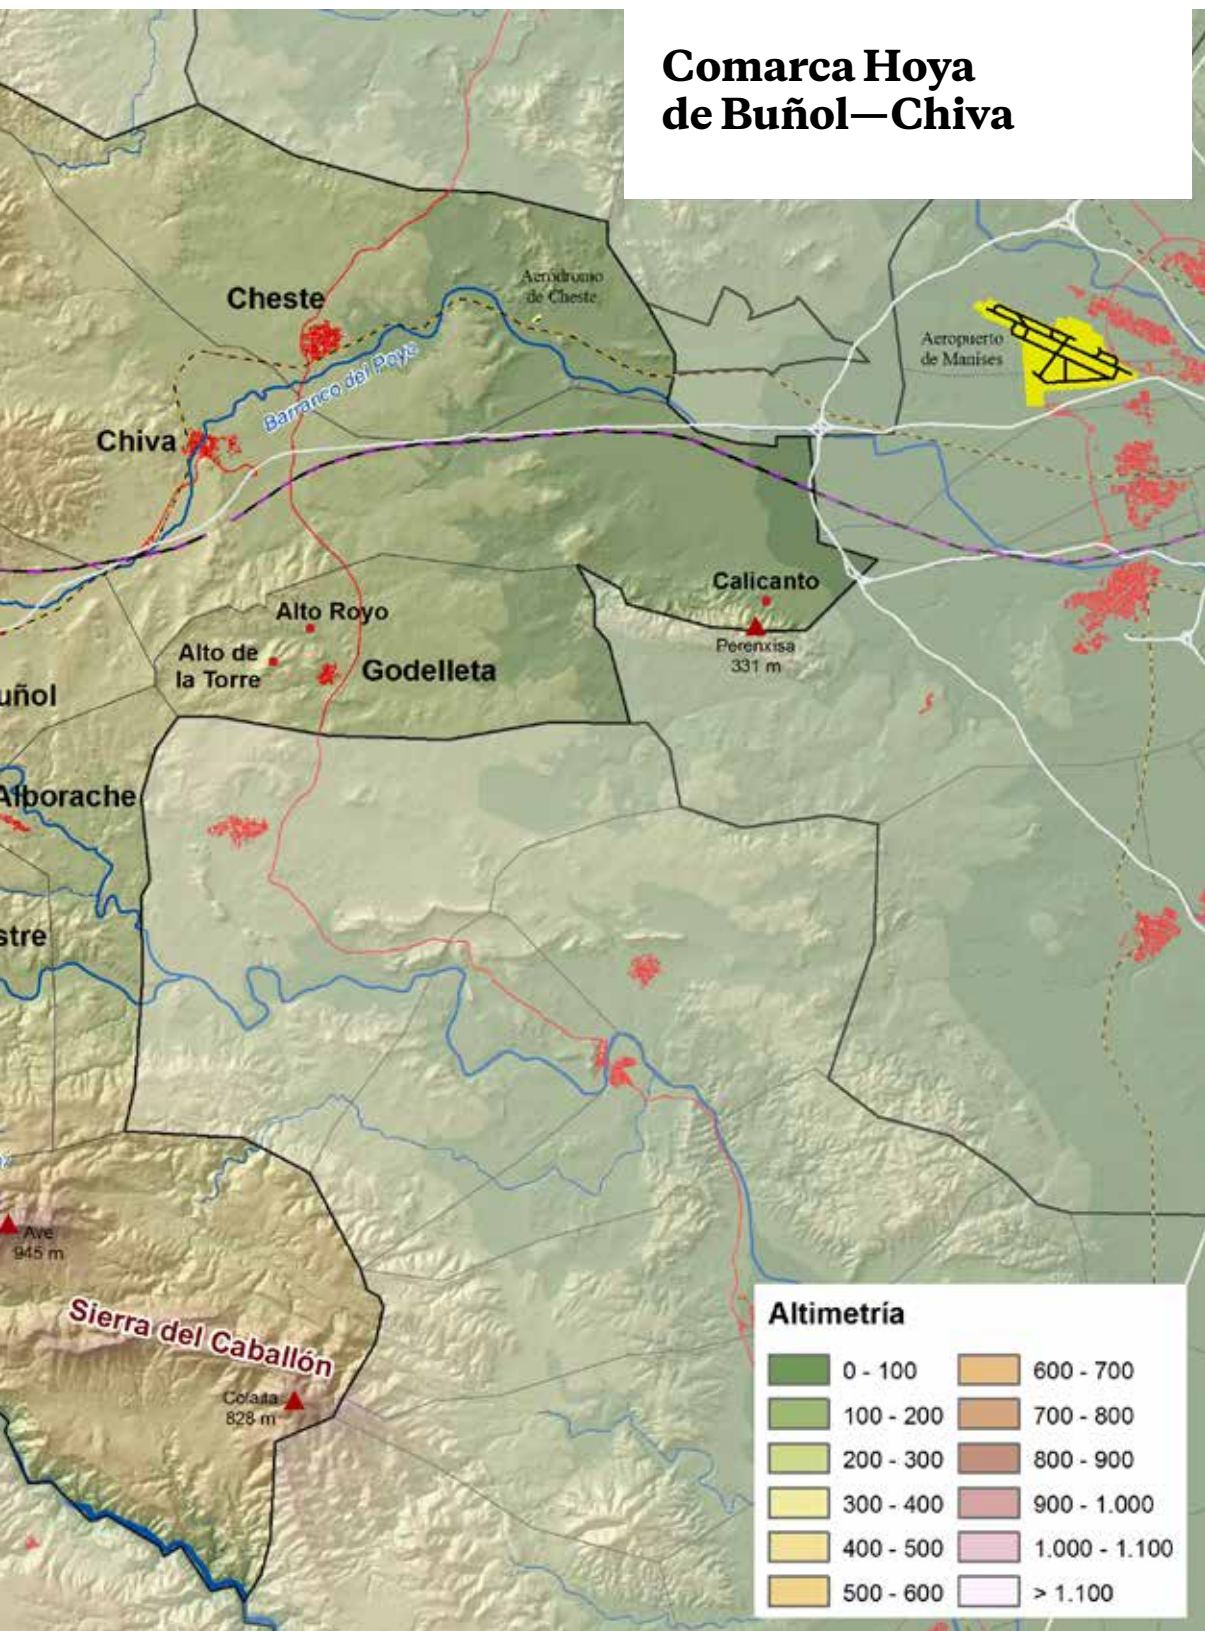 Comarca Hoya
de Buñol—Chiva
Cheste
Aeródromo
de Cheste
Aeropuerto
de Manises
Barranco del Poyo
Chiva
Calicanto
Perenxisa
331 m
Alto Royo
Alto de
la Torre
Godelleta
uñol
Alborache
stre
Ave
945 m
Sierra del Caballón
Colaita
828 m
Altimetría
0 - 100
100 - 200
200 - 300
300 - 400
400 - 500
500 - 600
600 - 700
700 - 800
800 - 900
900 - 1.000
1.000 - 1.100
> 1.100